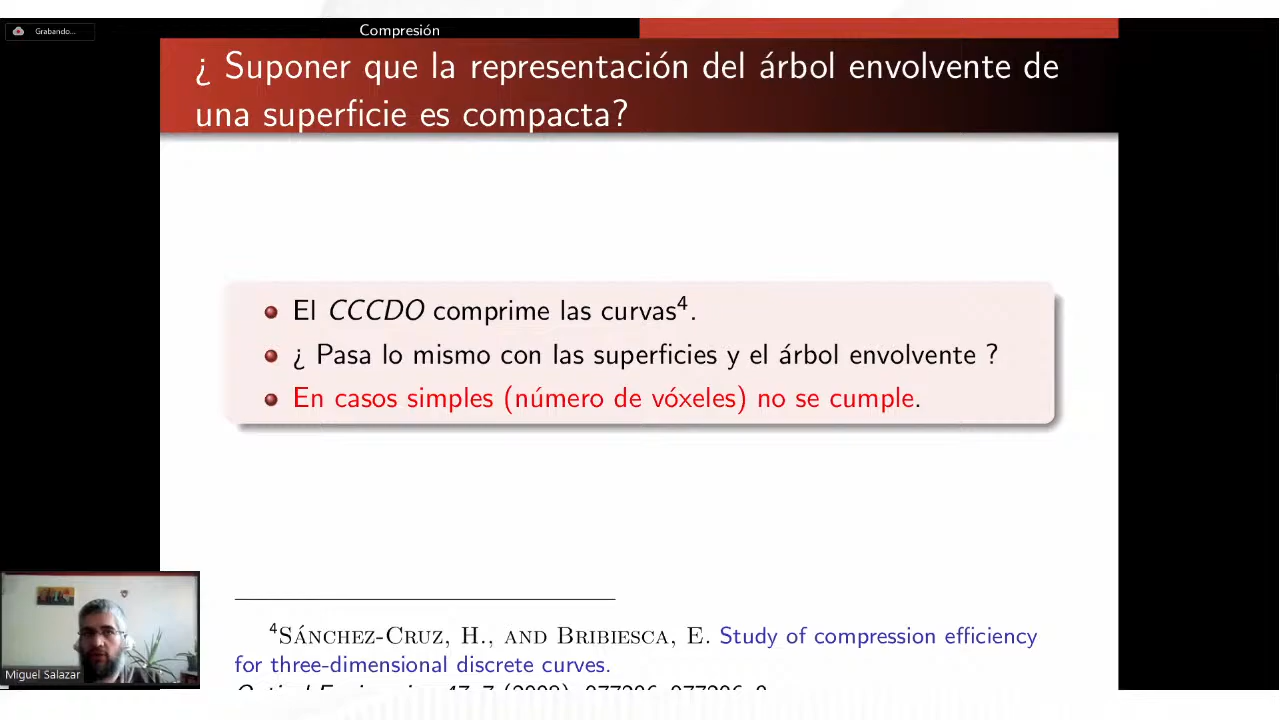 Grabando...
Compresión
¿ Suponer que la representación del árbol envolvente de
una superficie es compacta?
El CCCDO comprime las curvas⁴.
¿ Pasa lo mismo con las superficies y el árbol envolvente ?
En casos simples (número de vóxeles) no se cumple.
⁴Sánchez-Cruz, H., and Bribiesca, E. Study of compression efficiency
for three-dimensional discrete curves.
Miguel Salazar